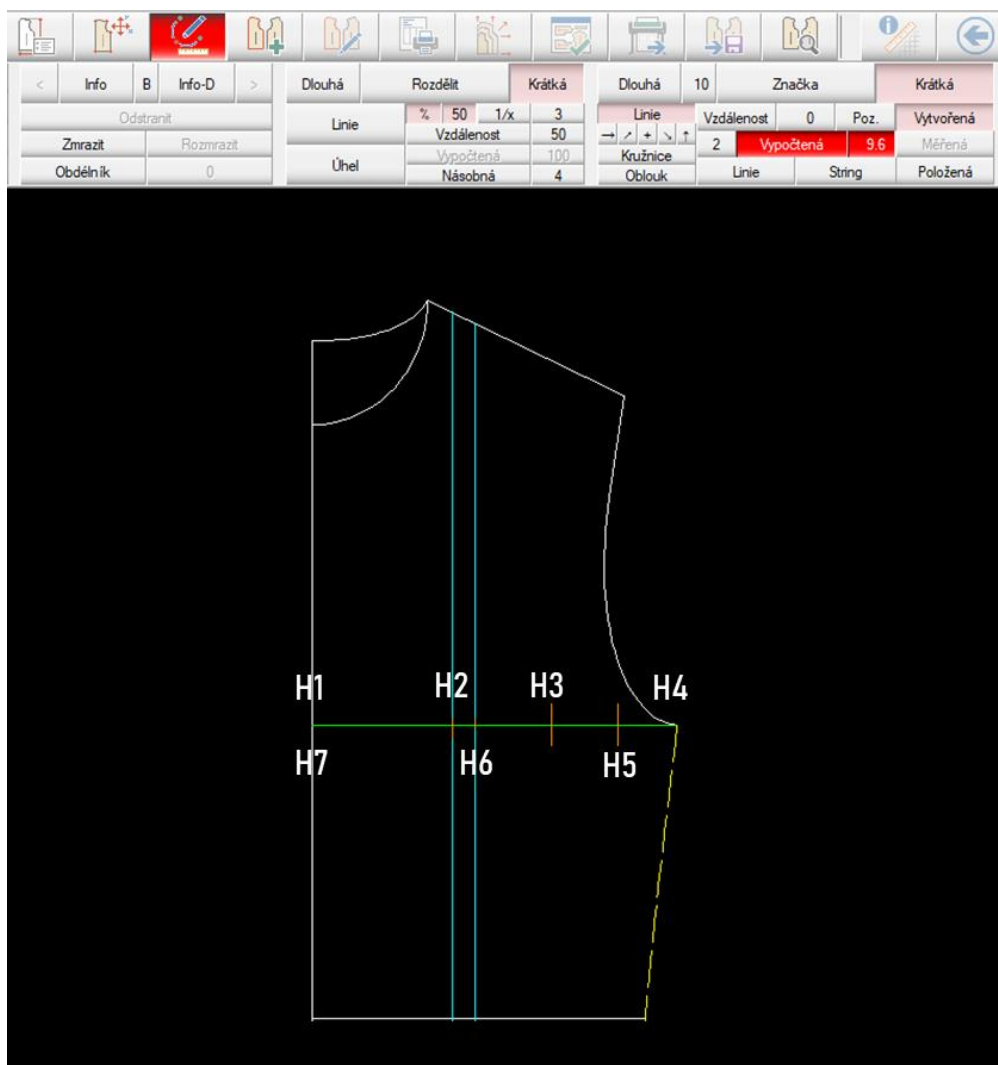 < Info B Info-D > Dlouhá Rozdělit Krátká Dlouhá 10 Značka Krátká
Odstranit Linie % 50 1/x 3 Linie Vzdálenost 0 Poz. Vytvořená
Zmrazit Rozmrazit Vzdálenost 50 → ↗ + ↘ ↑ 2 Vypočtená 9.6 Měřená
Úhel Vypočtená 100 Kružnice
Obdélník 0 Násobná 4 Oblouk Linie String Položená
H1 H2 H3 H4
H7 H6 H5